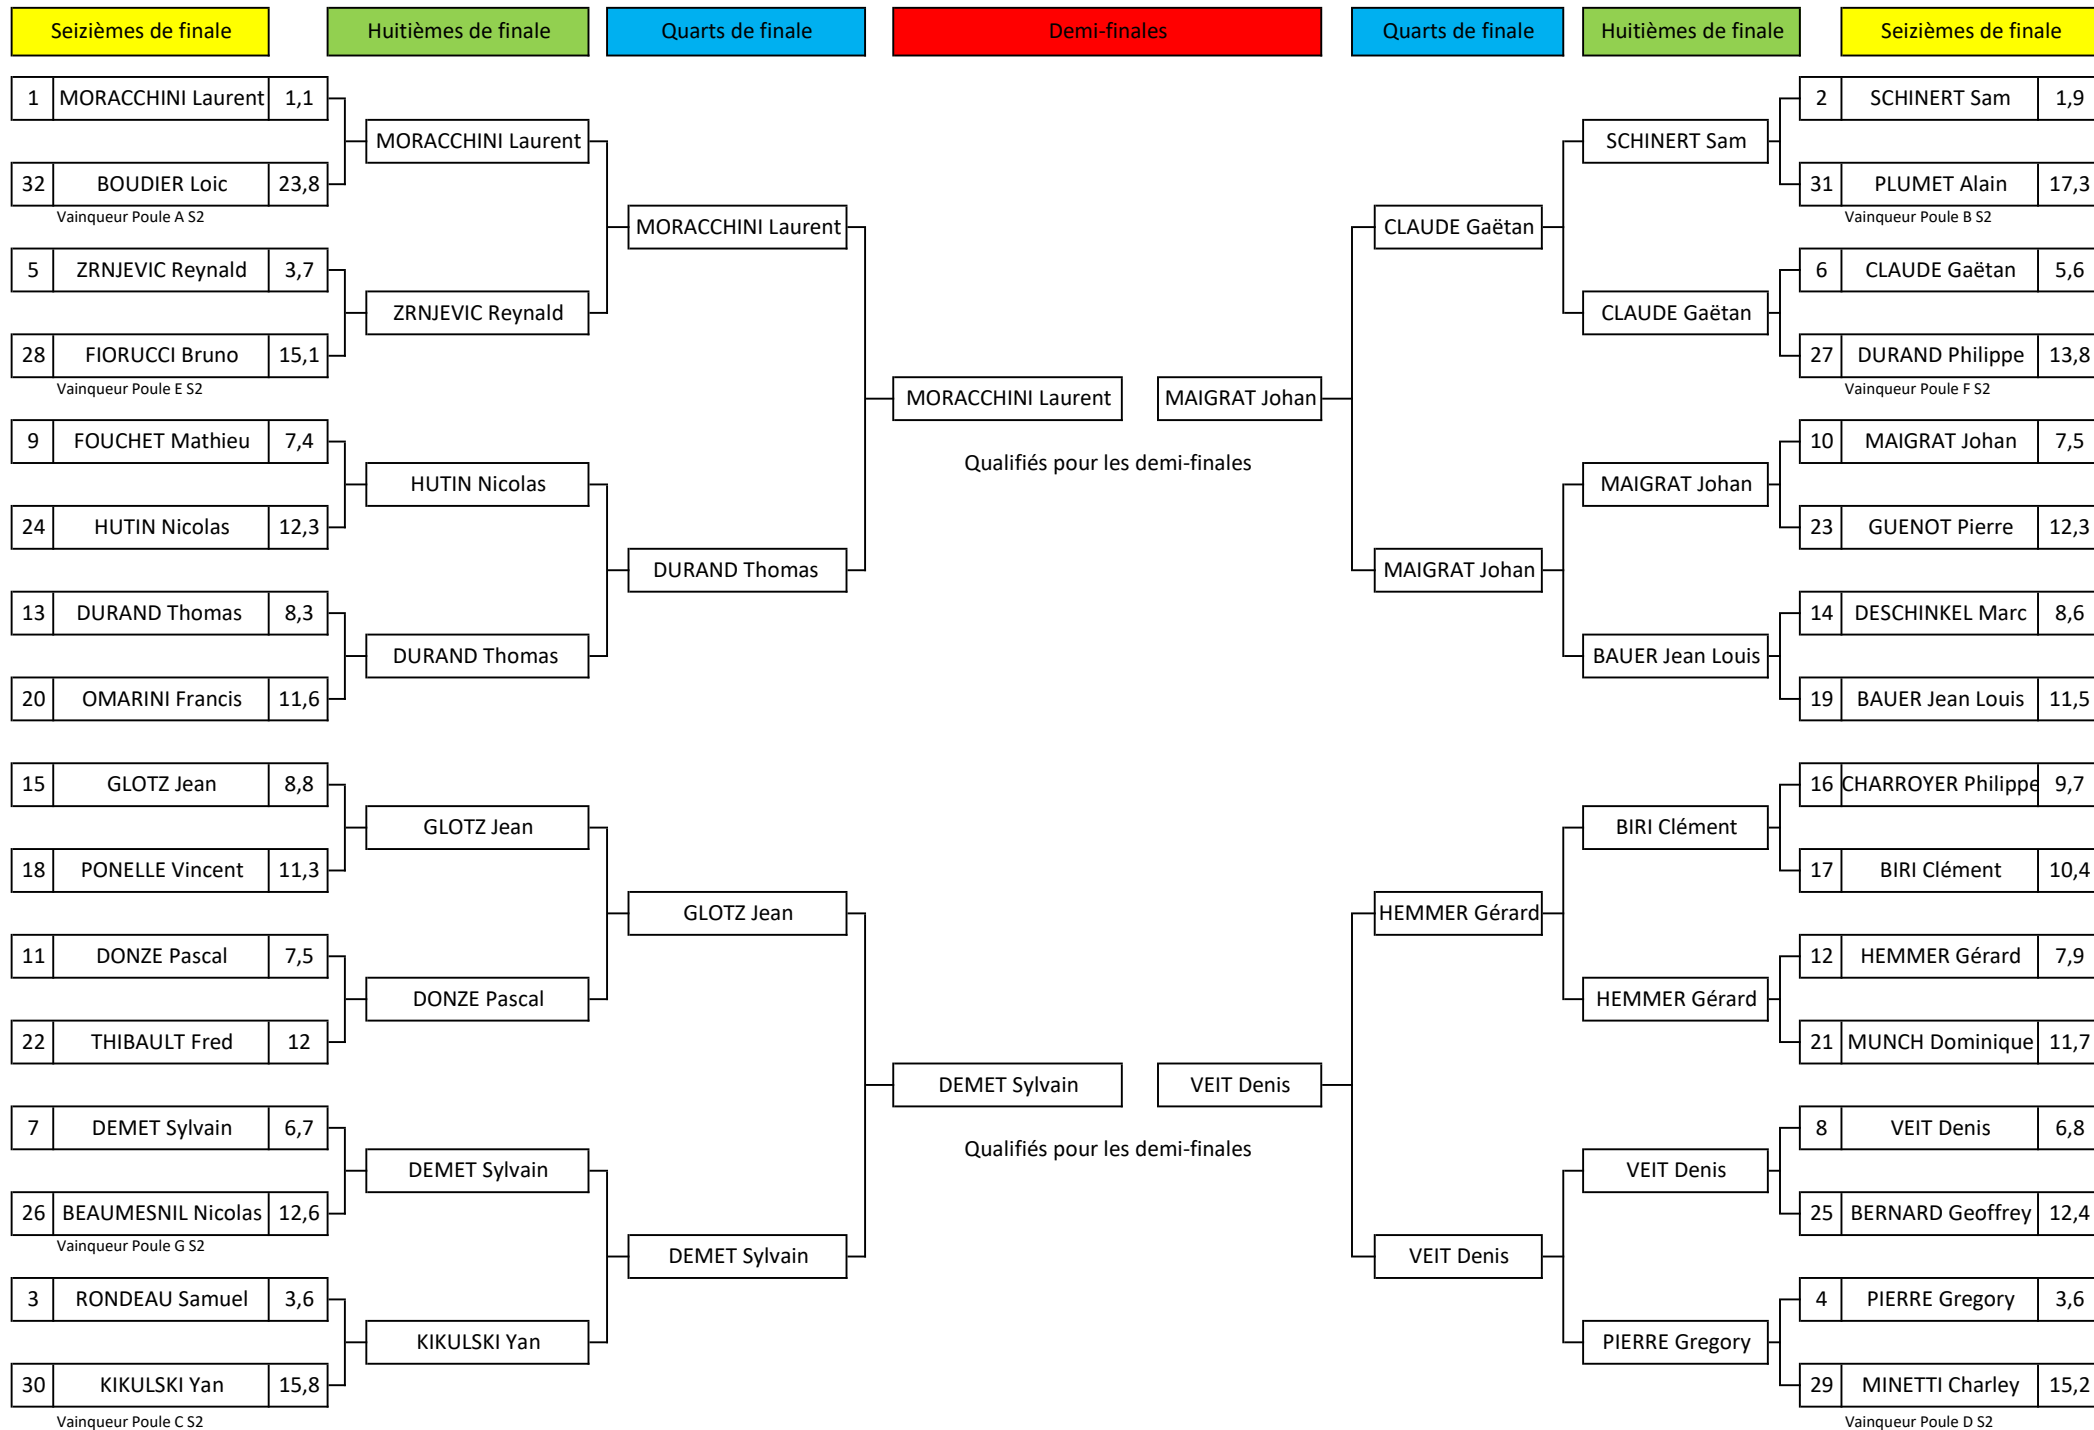 Seizièmes de finale Huitièmes de finale Quarts de finale Demi-finales Quarts de finale Huitièmes de finale Seizièmes de finale
1 MORACCHINI Laurent 1,1 2 SCHINERT Sam 1,9
MORACCHINI Laurent SCHINERT Sam
32 BOUDIER Loic 23,8 31 PLUMET Alain 17,3
Vainqueur Poule A S2 Vainqueur Poule B S2
MORACCHINI Laurent CLAUDE Gaëtan
5 ZRNJEVIC Reynald 3,7 6 CLAUDE Gaëtan 5,6
ZRNJEVIC Reynald CLAUDE Gaëtan
28 FIORUCCI Bruno 15,1 27 DURAND Philippe 13,8
Vainqueur Poule E S2 Vainqueur Poule F S2
MORACCHINI Laurent MAIGRAT Johan
9 FOUCHET Mathieu 7,4 10 MAIGRAT Johan 7,5
Qualifiés pour les demi-finales
HUTIN Nicolas MAIGRAT Johan
24 HUTIN Nicolas 12,3 23 GUENOT Pierre 12,3
DURAND Thomas MAIGRAT Johan
13 DURAND Thomas 8,3 14 DESCHINKEL Marc 8,6
DURAND Thomas BAUER Jean Louis
20 OMARINI Francis 11,6 19 BAUER Jean Louis 11,5
15 GLOTZ Jean 8,8 16 CHARROYER Philippe 9,7
GLOTZ Jean BIRI Clément
18 PONELLE Vincent 11,3 17 BIRI Clément 10,4
GLOTZ Jean HEMMER Gérard
11 DONZE Pascal 7,5 12 HEMMER Gérard 7,9
DONZE Pascal HEMMER Gérard
22 THIBAULT Fred 12 21 MUNCH Dominique 11,7
DEMET Sylvain VEIT Denis
7 DEMET Sylvain 6,7 8 VEIT Denis 6,8
Qualifiés pour les demi-finales
DEMET Sylvain VEIT Denis
26 BEAUMESNIL Nicolas 12,6 25 BERNARD Geoffrey 12,4
Vainqueur Poule G S2
DEMET Sylvain VEIT Denis
3 RONDEAU Samuel 3,6 4 PIERRE Gregory 3,6
KIKULSKI Yan PIERRE Gregory
30 KIKULSKI Yan 15,8 29 MINETTI Charley 15,2
Vainqueur Poule C S2 Vainqueur Poule D S2